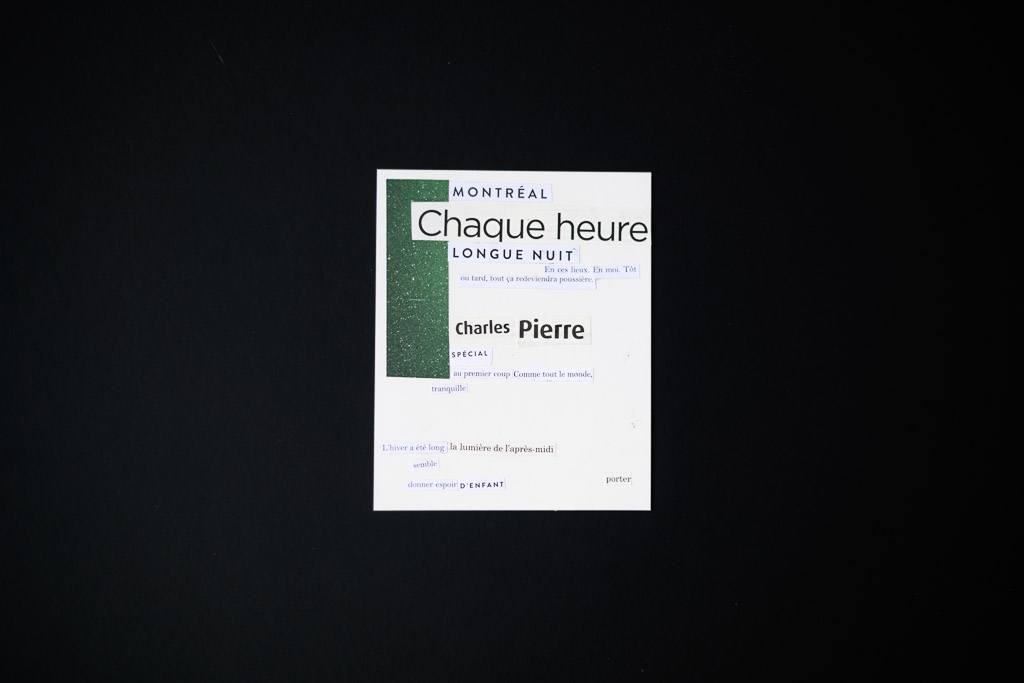 MONTRÉAL
Chaque heure
LONGUE NUIT
En ces lieux. En moi. Tôt
ou tard, tout ça redeviendra poussière.
Charles Pierre
SPÉCIAL
au premier coup Comme tout le monde,
tranquille
L'hiver a été long la lumière de l'après-midi
semble
donner espoir D'ENFANT
porter